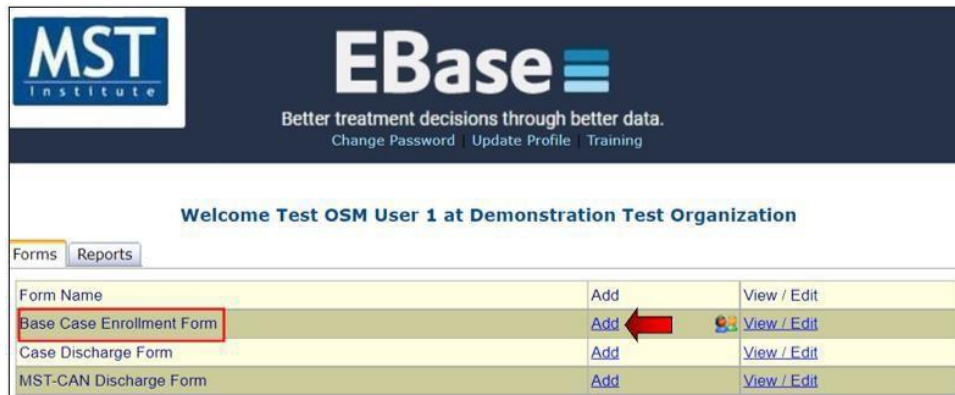 MST
Institute
EBase
Better treatment decisions through better data.
Change Password | Update Profile | Training
Welcome Test OSM User 1 at Demonstration Test Organization
Forms Reports
Form Name Add View / Edit
Base Case Enrollment Form Add View / Edit
Case Discharge Form Add View / Edit
MST-CAN Discharge Form Add View / Edit